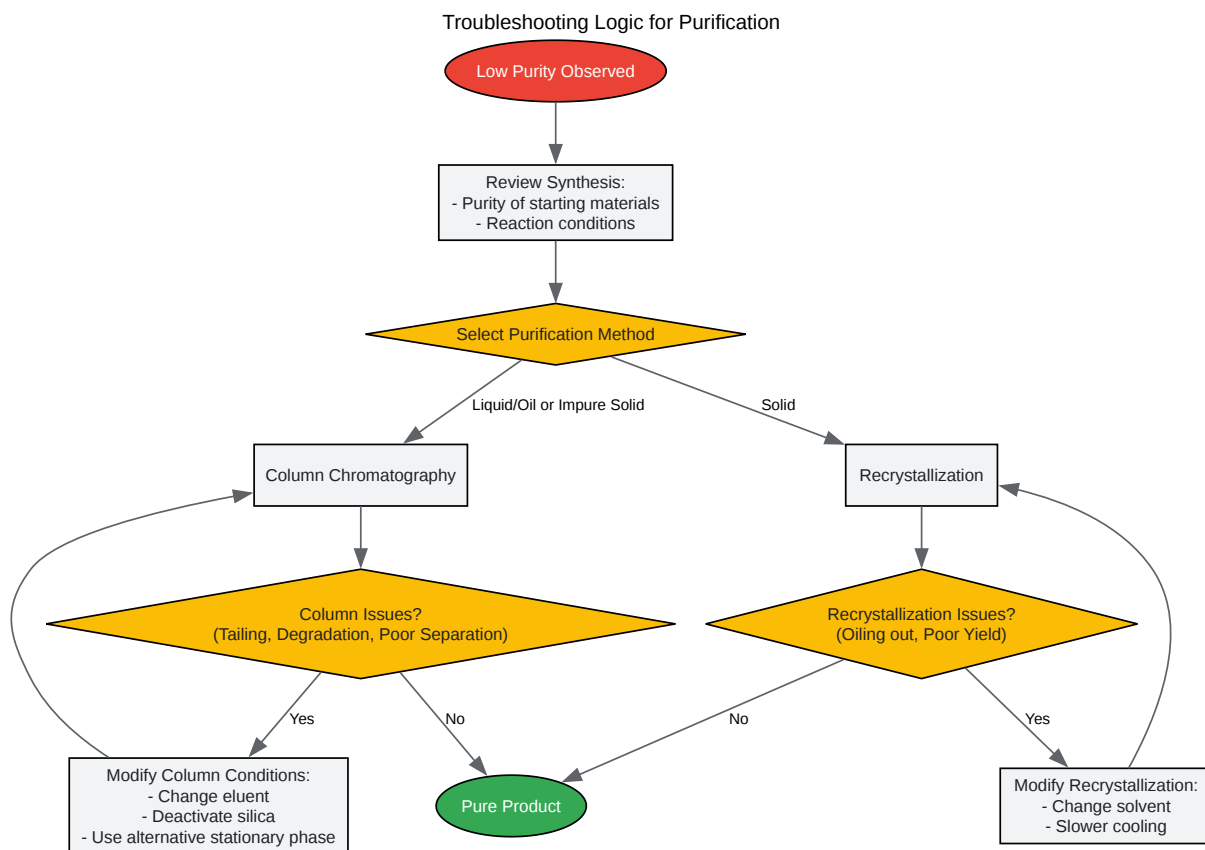 Troubleshooting Logic for Purification
Low Purity Observed
Review Synthesis:
- Purity of starting materials
- Reaction conditions
Select Purification Method
Liquid/Oil or Impure Solid
Solid
Column Chromatography
Recrystallization
Column Issues?
(Tailing, Degradation, Poor Separation)
Recrystallization Issues?
(Oiling out, Poor Yield)
Yes
No
No
Yes
Modify Column Conditions:
- Change eluent
- Deactivate silica
- Use alternative stationary phase
Pure Product
Modify Recrystallization:
- Change solvent
- Slower cooling